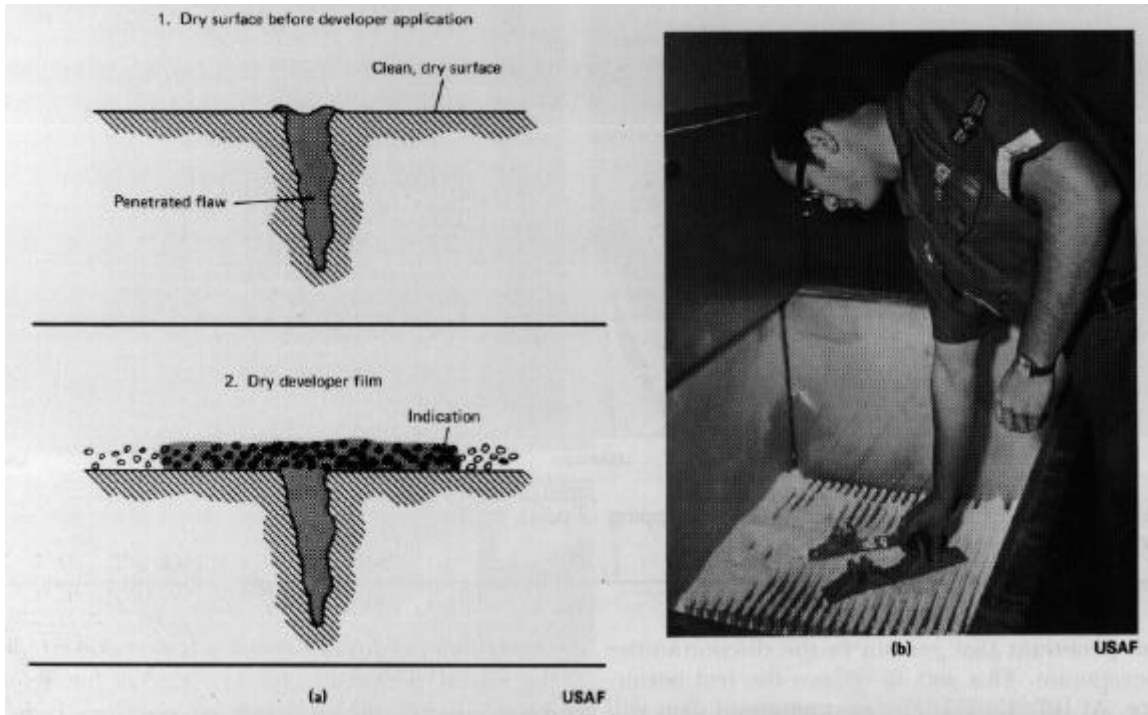 1. Dry surface before developer application
Clean, dry surface
Penetrated flaw
2. Dry developer film
Indication
(a)
USAF
(b)
USAF